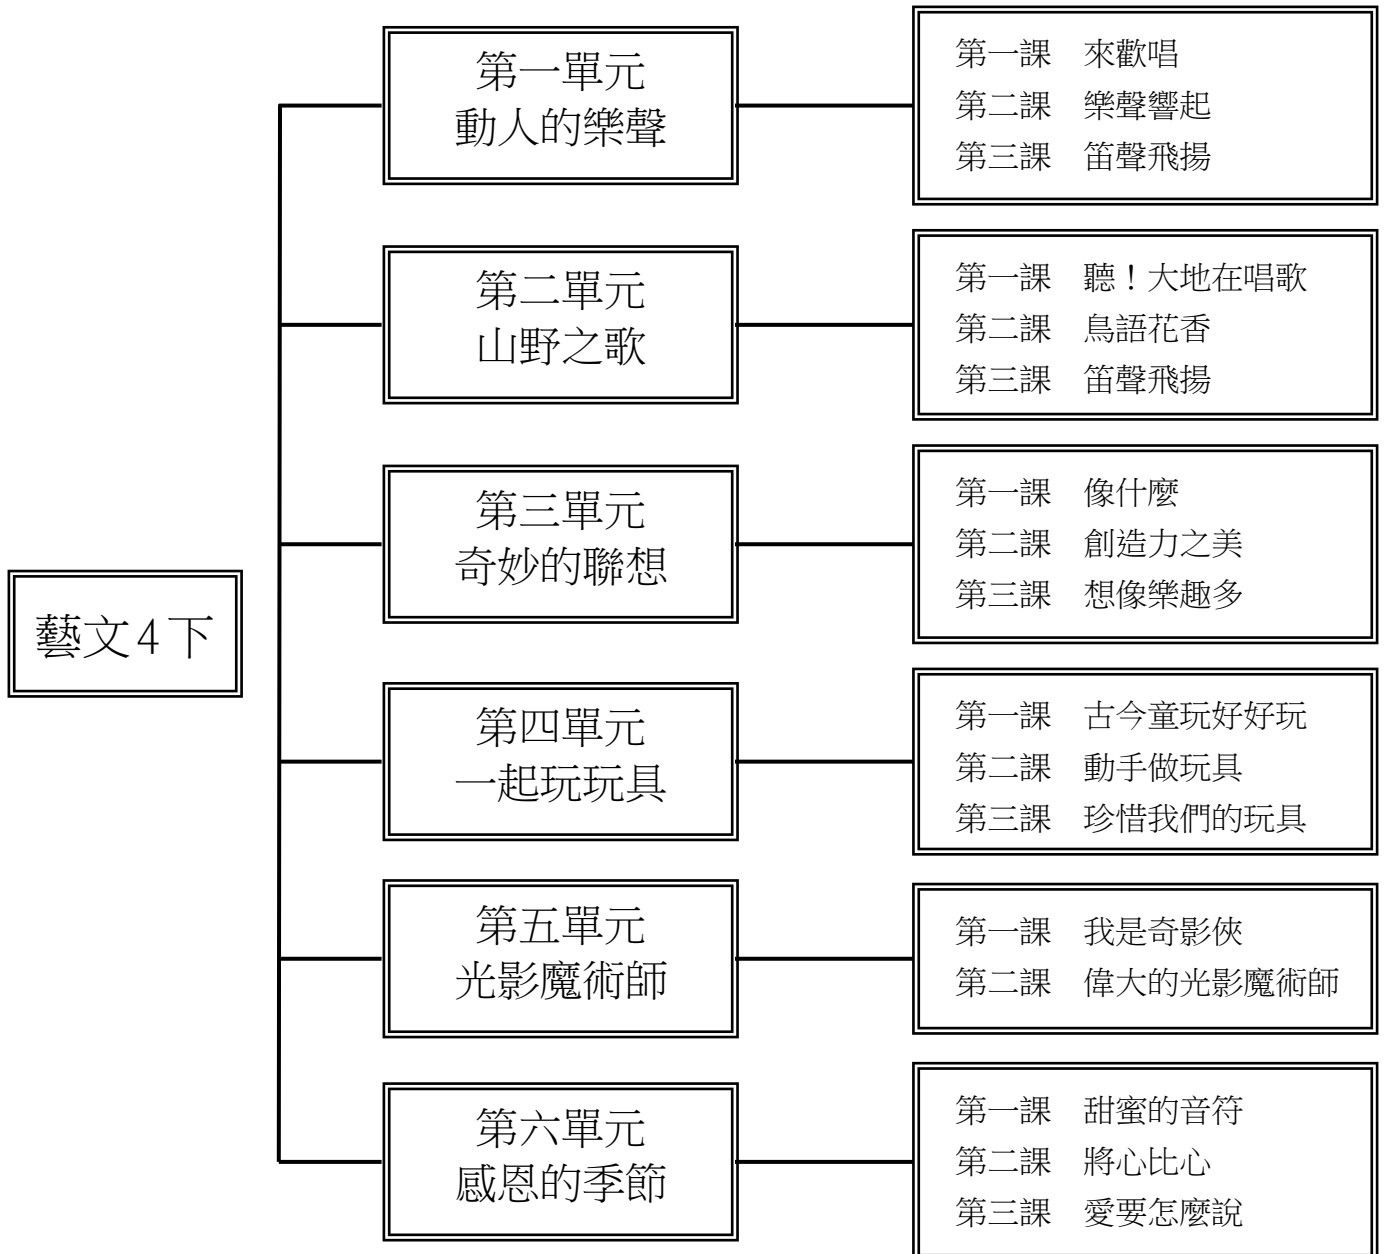 藝文4下
第一單元
動人的樂聲
第一課　來歡唱
第二課　樂聲響起
第三課　笛聲飛揚
第二單元
山野之歌
第一課　聽！大地在唱歌
第二課　鳥語花香
第三課　笛聲飛揚
第三單元
奇妙的聯想
第一課　像什麼
第二課　創造力之美
第三課　想像樂趣多
第四單元
一起玩玩具
第一課　古今童玩好好玩
第二課　動手做玩具
第三課　珍惜我們的玩具
第五單元
光影魔術師
第一課　我是奇影俠
第二課　偉大的光影魔術師
第六單元
感恩的季節
第一課　甜蜜的音符
第二課　將心比心
第三課　愛要怎麼說